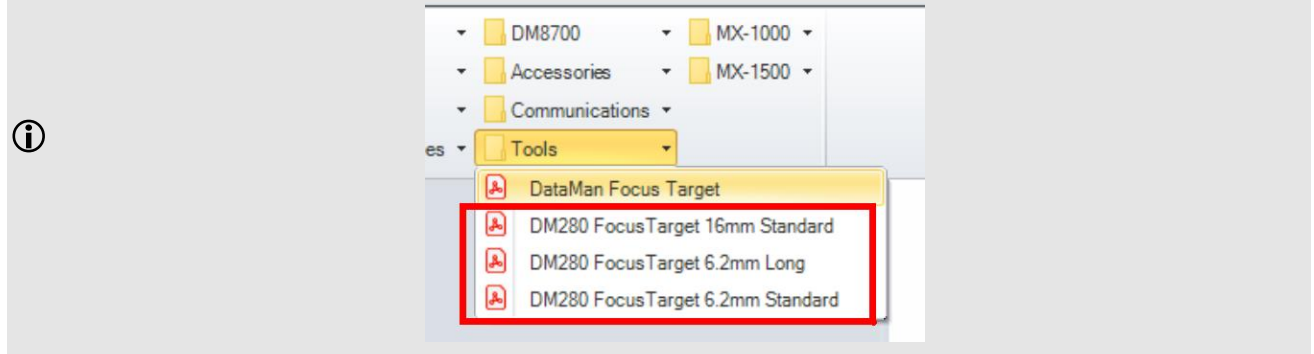 DM8700 MX-1000
Accessories MX-1500
Communications
es Tools
DataMan Focus Target
DM280 FocusTarget 16mm Standard
DM280 FocusTarget 6.2mm Long
DM280 FocusTarget 6.2mm Standard